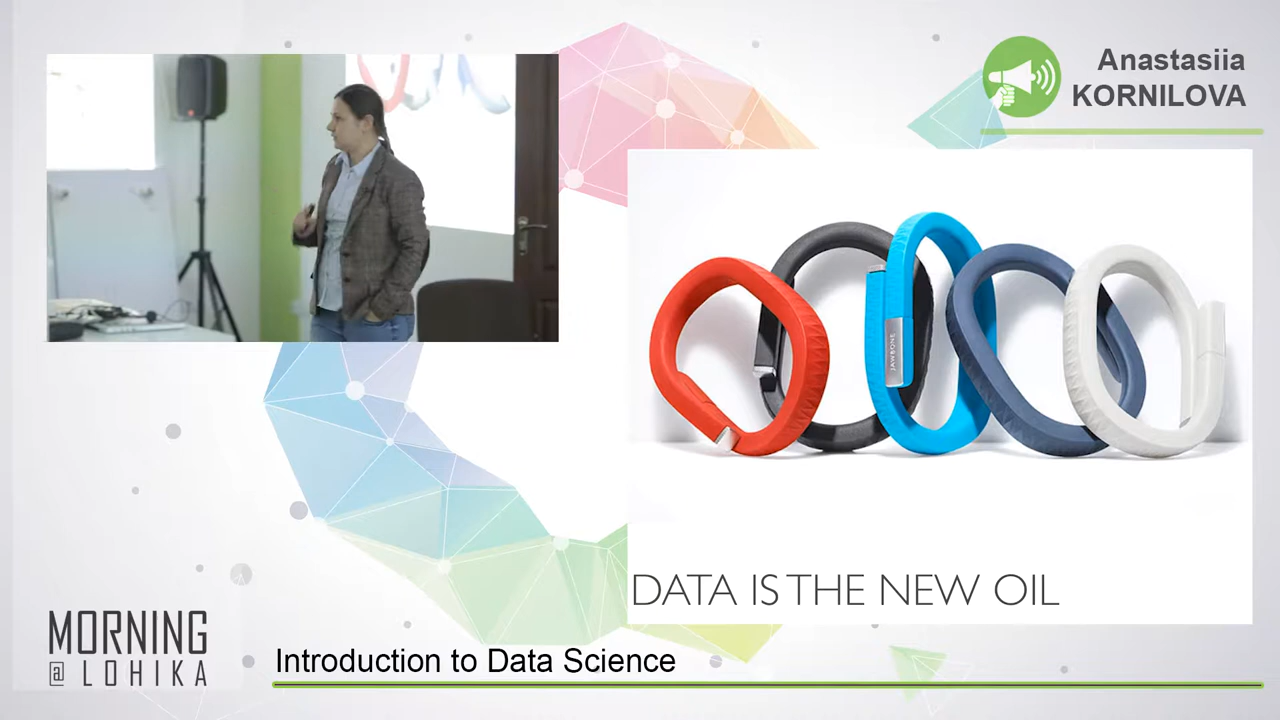 Anastasiia
KORNILOVA
JAWBONE
DATA IS THE NEW OIL
MORNING
@ LOHIKA
Introduction to Data Science